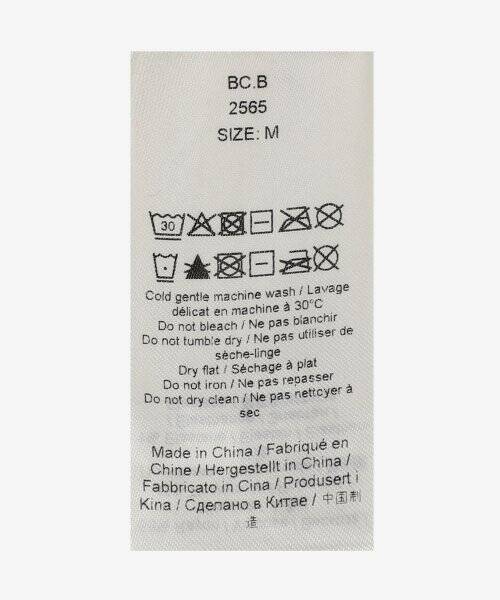 BC.B
2565
SIZE: M
30
Cold gentle machine wash / Lavage
délicat en machine à 30°C
Do not bleach / Ne pas blanchir
Do not tumble dry / Ne pas utiliser de
sèche-linge
Dry flat / Séchage à plat
Do not iron / Ne pas repasser
Do not dry clean / Ne pas nettoyer à
sec
Made in China / Fabriqué en
Chine / Hergestellt in China /
Fabbricato in Cina / Produsert i
Kina / Сделано в Китае / 中国制
造